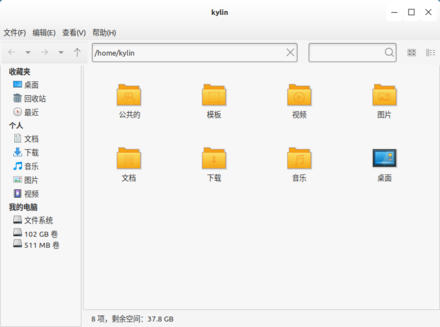 kylin
文件(F) 编辑(E) 查看(V) 帮助(H)
/home/kylin
收藏夹
桌面
回收站
最近
个人
文档
下载
音乐
图片
视频
我的电脑
文件系统
102 GB 卷
511 MB 卷
公共的 模板 视频 图片
文档 下载 音乐 桌面
8 项，剩余空间：37.8 GB